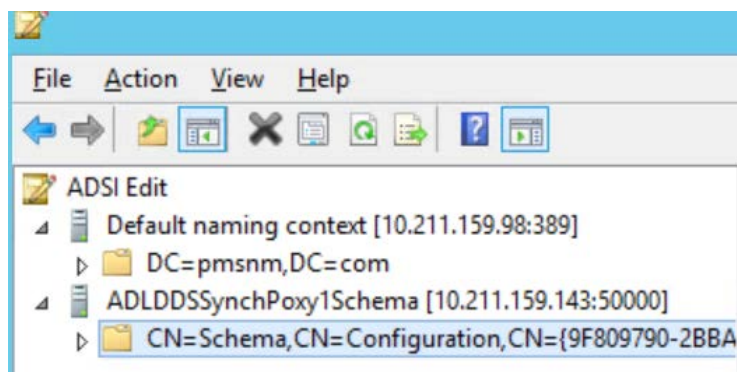 File Action View Help
ADSI Edit
Default naming context [10.211.159.98:389]
DC=pmsnm,DC=com
ADLDDSSynchPoxy1Schema [10.211.159.143:50000]
CN=Schema,CN=Configuration,CN={9F809790-2BBA